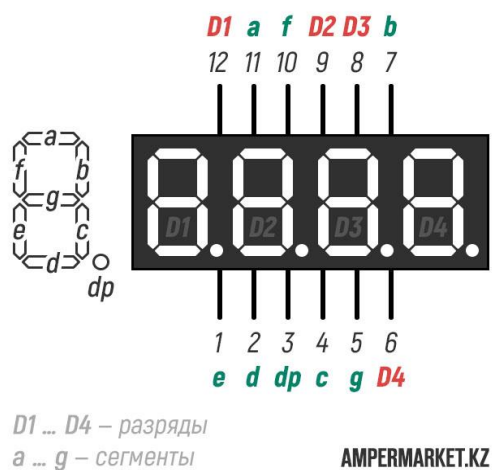 D1 a f D2 D3 b
12 11 10 9 8 7
a
f b
g
e c
d
dp
D1 D2 D3 D4
1 2 3 4 5 6
e d dp c g D4
D1 ... D4 – разряды
a ... g – сегменты
AMPERMARKET.KZ